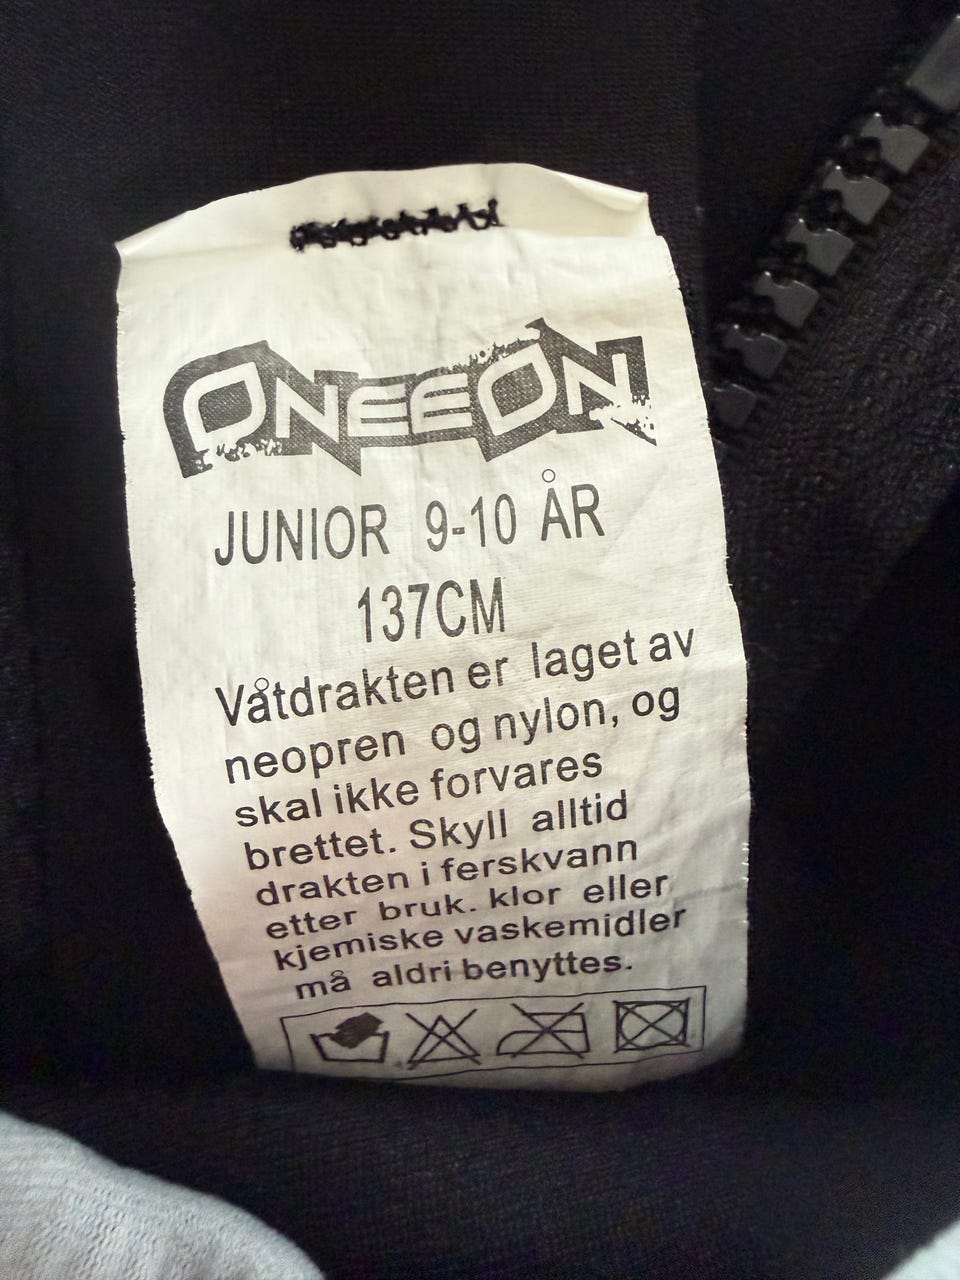 ONEEON
JUNIOR 9-10 ÅR
137CM
Våtdrakten er laget av
neopren og nylon, og
skal ikke forvares
brettet. Skyll alltid
drakten i ferskvann
etter bruk. klor eller
kjemiske vaskemidler
må aldri benyttes.